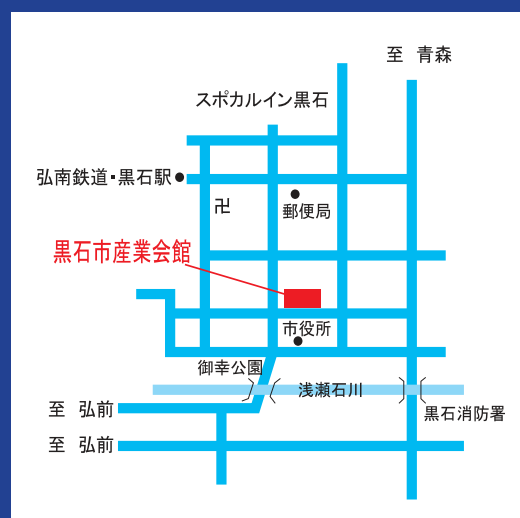 至 青森
スポカルイン黒石
弘南鉄道・黒石駅
卍
郵便局
黒石市産業会館
市役所
御幸公園
浅瀬石川
至 弘前
黒石消防署
至 弘前